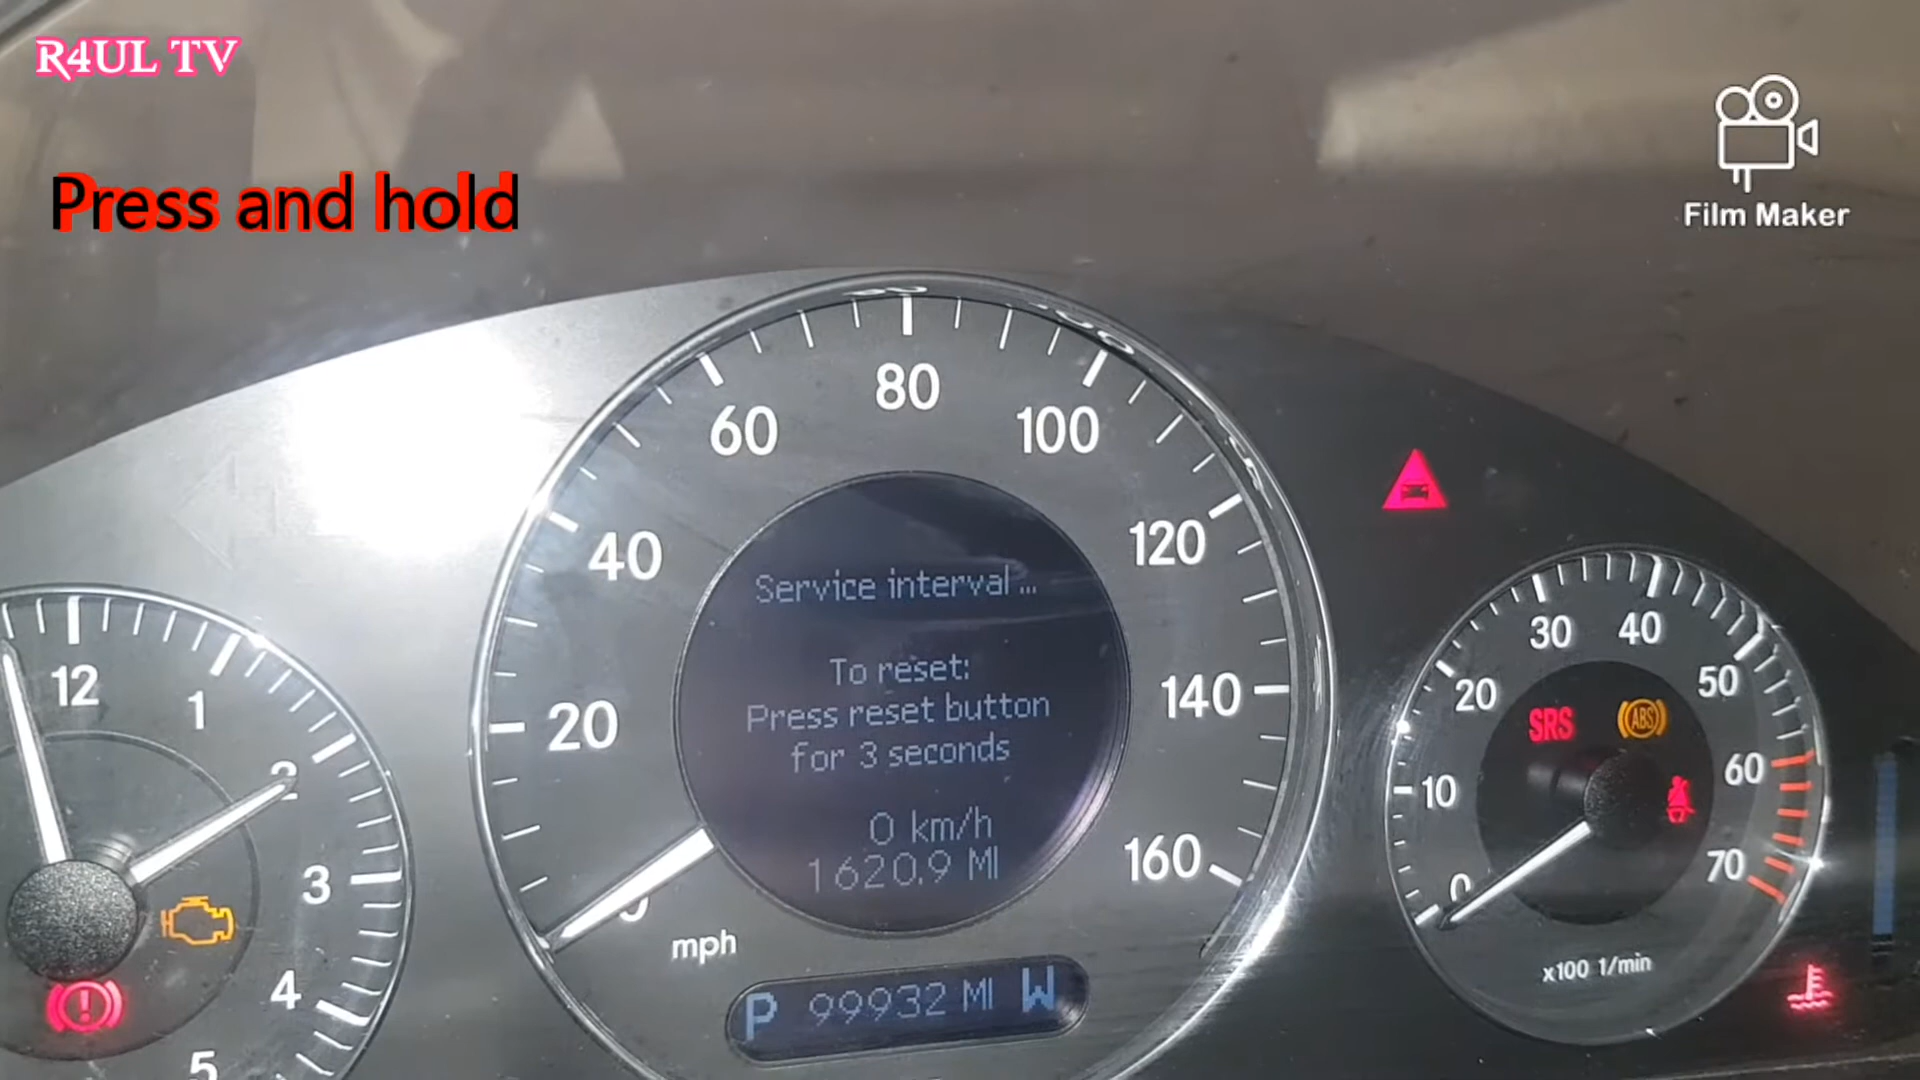 R4UL TV
Press and hold
Film Maker
80
60
100
40
120
20
140
160
0
mph
Service interval ...
To reset:
Press reset button
for 3 seconds
0 km/h
1620.9 MI
P 99932 MI W
12
1
2
3
4
5
30
40
20
50
10
60
0
70
SRS
ABS
x100 1/min